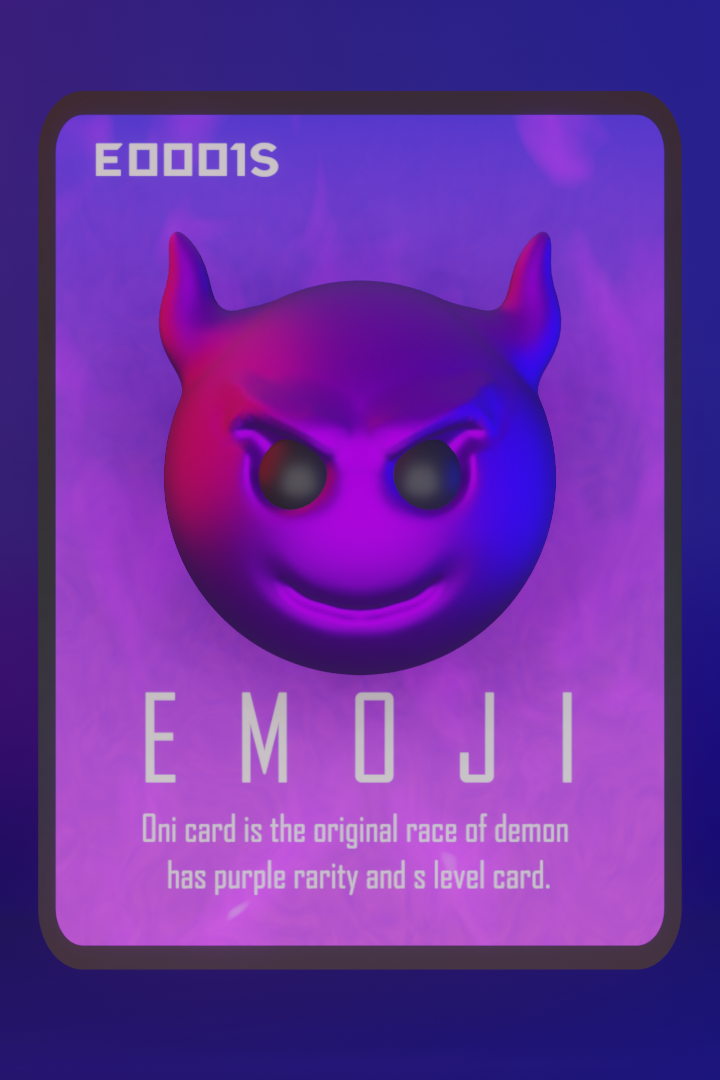 E0001S
EMOJI
Oni card is the original race of demon
has purple rarity and s level card.